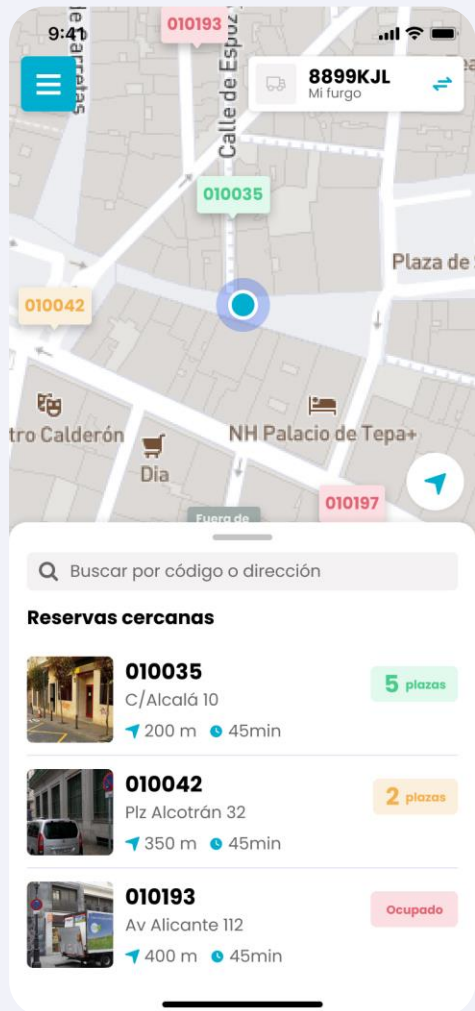 9:41
de Carretas
010193
Calle de Espoz
8899KJL
Mi furgo
010035
Plaza de
010042
tro Calderón
Dia
NH Palacio de Tepa+
010197
Fuera de
Buscar por código o dirección
Reservas cercanas
010035
C/Alcalá 10
200 m 45min
5 plazas
010042
Plz Alcotrán 32
350 m 45min
2 plazas
010193
Av Alicante 112
400 m 45min
Ocupado